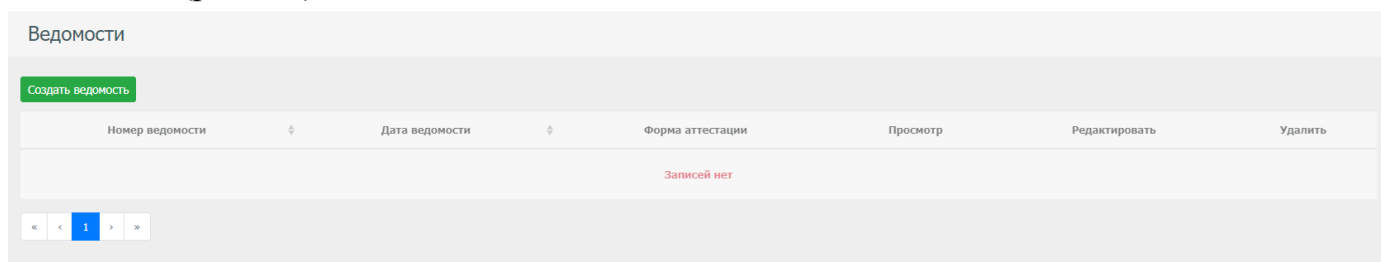 Ведомости
Создать ведомость
Номер ведомости Дата ведомости Форма аттестации Просмотр Редактировать Удалить
Записей нет
« ‹ 1 › »